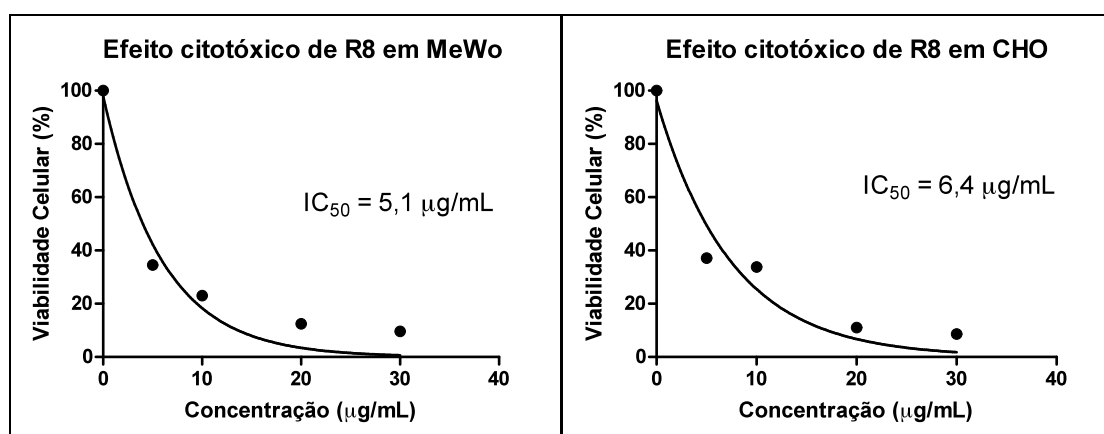 Efeito citotóxico de R8 em MeWo
Viabilidade Celular (%)
100
80
60
40
20
0
IC50 = 5,1 μg/mL
0 10 20 30 40
Concentração (μg/mL)
Efeito citotóxico de R8 em CHO
Viabilidade Celular (%)
100
80
60
40
20
0
IC50 = 6,4 μg/mL
0 10 20 30 40
Concentração (μg/mL)